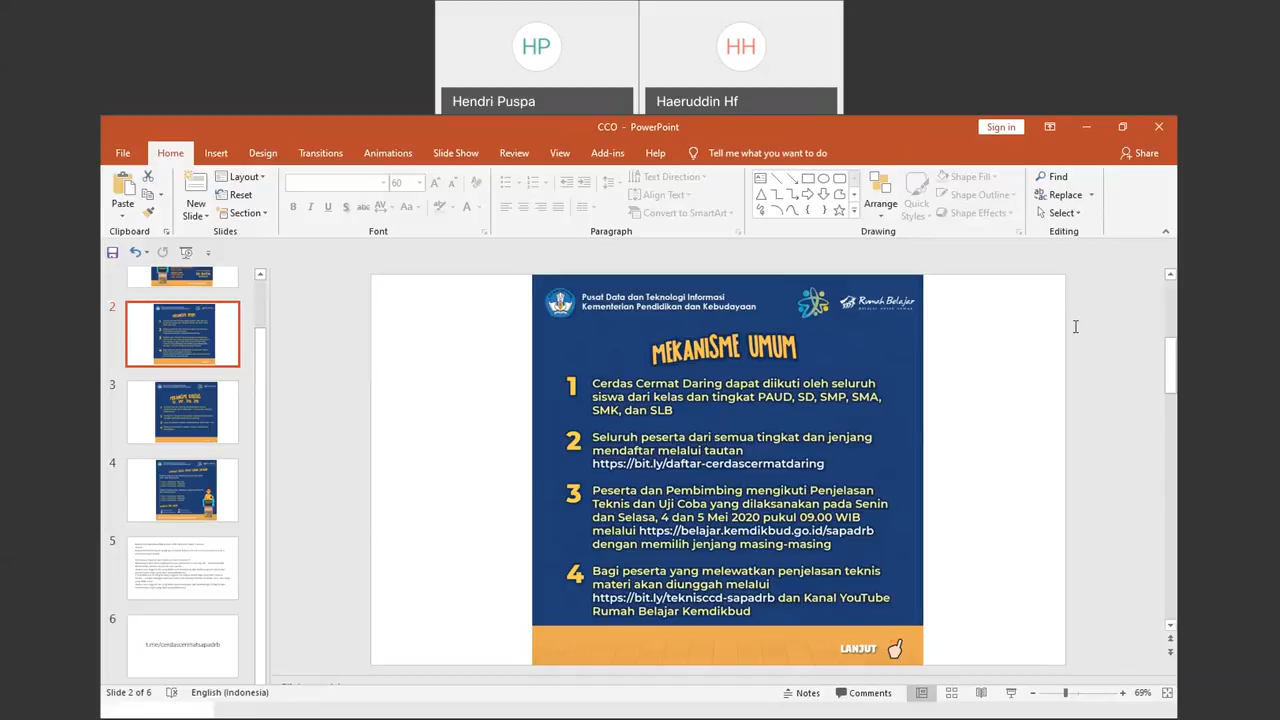 HP
HH
Hendri Puspa
Haeruddin Hf
CCO - PowerPoint
Sign in
File
Home
Insert
Design
Transitions
Animations
Slide Show
Review
View
Add-ins
Help
Tell me what you want to do
Share
Paste
Clipboard
New
Slide
Layout
Reset
Section
Slides
60
B I U S abc AV Aa A
Font
Text Direction
Align Text
Convert to SmartArt
Paragraph
Arrange
Quick
Styles
Shape Fill
Shape Outline
Shape Effects
Drawing
Find
Replace
Select
Editing
2
3
4
5
6
t.me/cerdascermatsapadrb
Pusat Data dan Teknologi Informasi
Kementerian Pendidikan dan Kebudayaan
Rumah Belajar
MEKANISME UMUM
1 Cerdas Cermat Daring dapat diikuti oleh seluruh
siswa dari kelas dan tingkat PAUD, SD, SMP, SMA,
SMK, dan SLB
2 Seluruh peserta dari semua tingkat dan jenjang
mendaftar melalui tautan
https://bit.ly/daftar-cerdascermatdaring
3 Peserta dan Pembimbing mengikuti Penjelasan
Teknis dan Uji Coba yang dilaksanakan pada Senin
dan Selasa, 4 dan 5 Mei 2020 pukul 09.00 WIB
melalui https://belajar.kemdikbud.go.id/sapadrb
dengan memilih jenjang masing-masing
4 peserta yang melewatkan penjelasan teknis
materi akan diunggah melalui
https://bit.ly/teknisccd-sapadrb dan Kanal YouTube
Rumah Belajar Kemdikbud
LANJUT
Slide 2 of 6
English (Indonesia)
Notes
Comments
69%